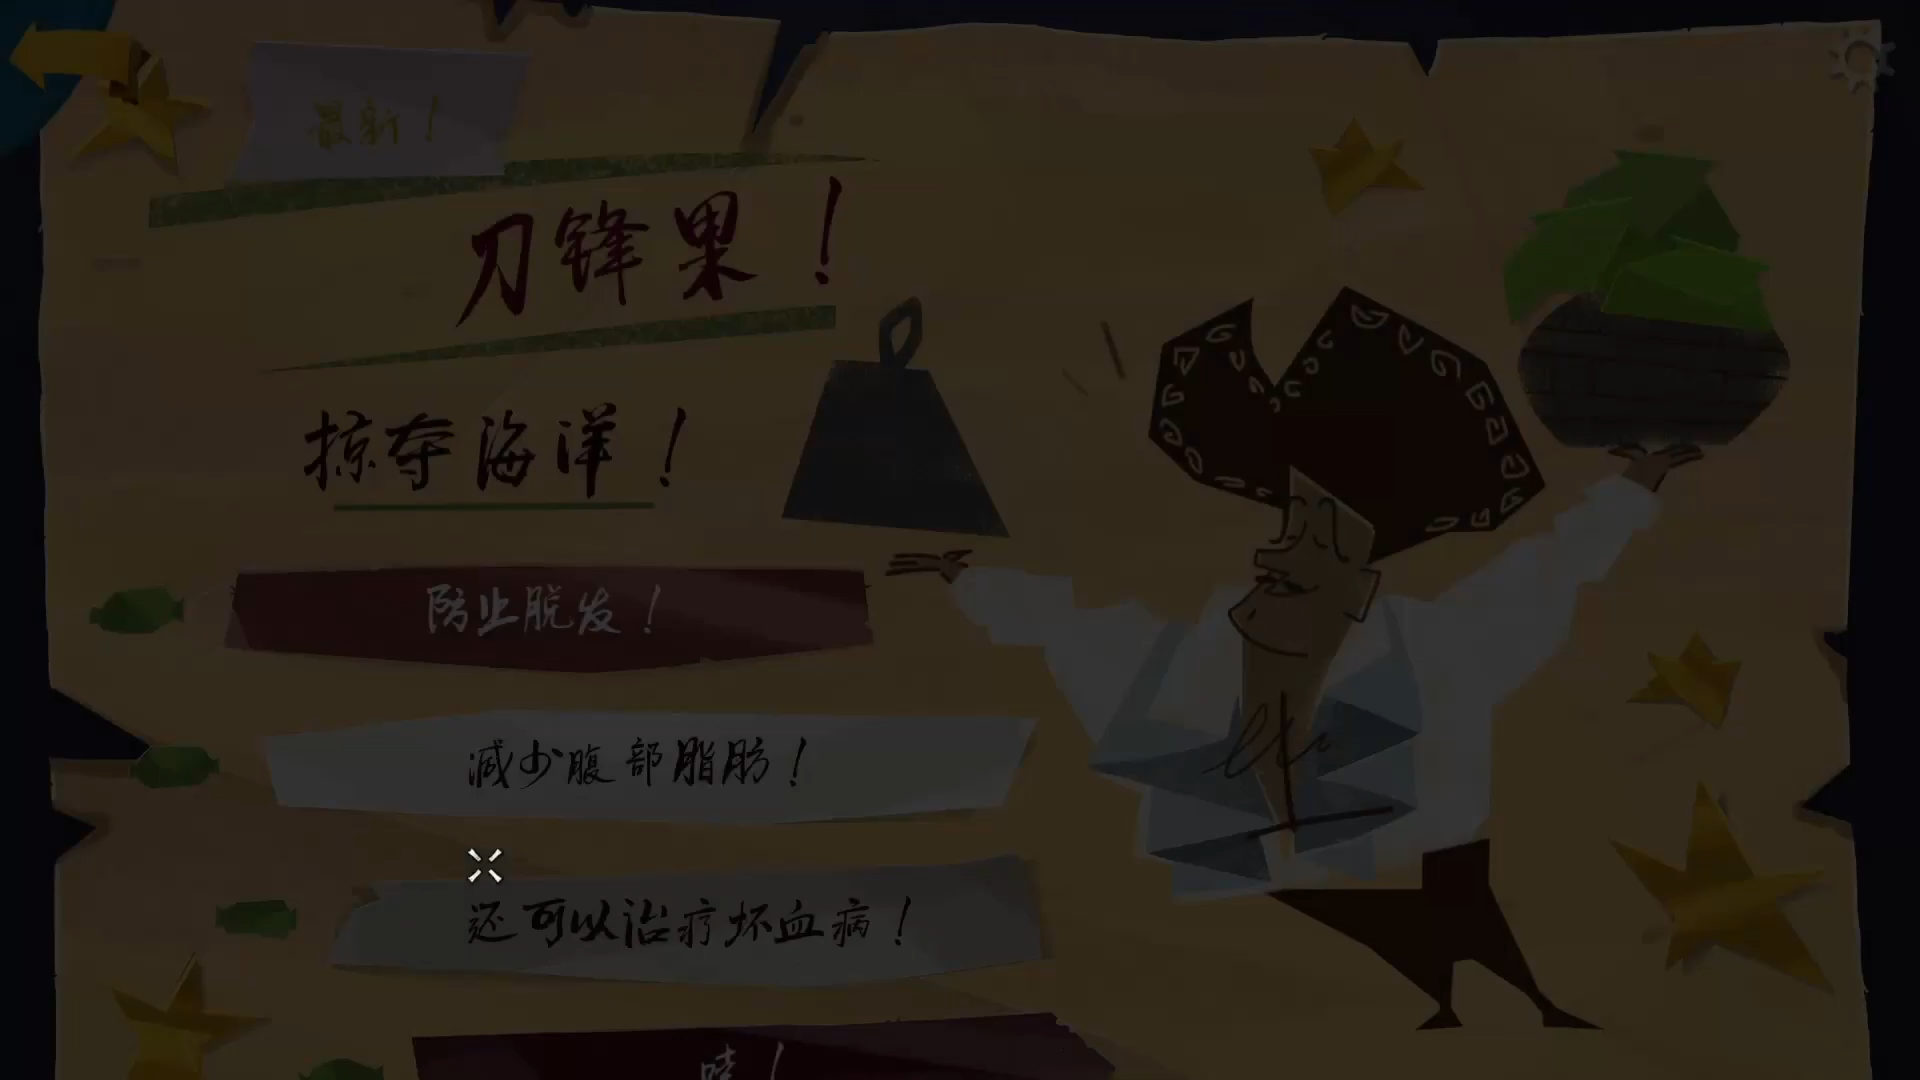 最新！
刀锋果！
掠夺海洋！
防止脱发！
减少腹部脂肪！
还可以治疗坏血病！
哇！